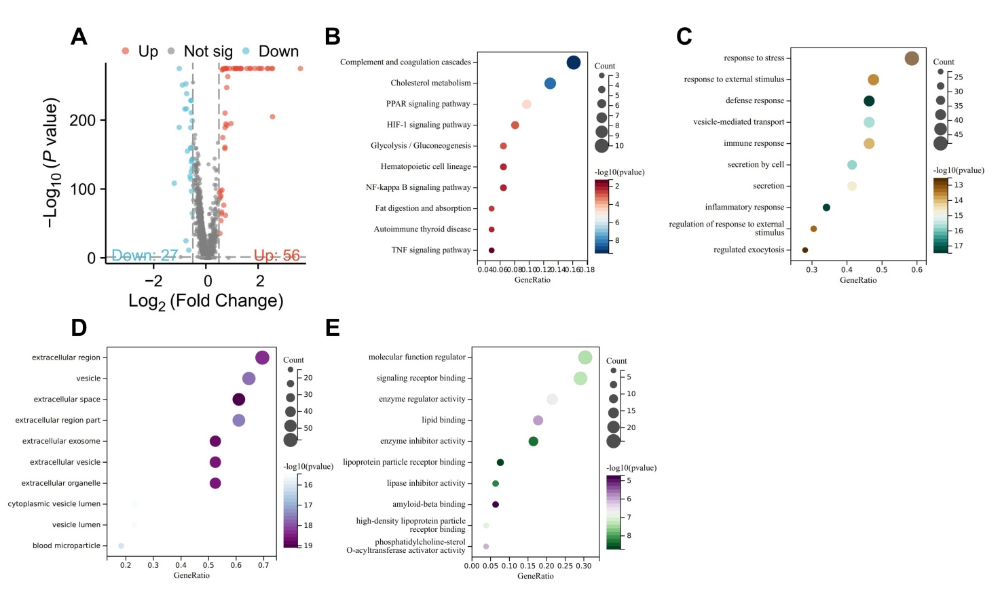 A
Up Not sig Down
−Log10 (P value)
200
100
0
Down: 27
Up: 56
−2 0 2
Log2 (Fold Change)
B
Complement and coagulation cascades
Cholesterol metabolism
PPAR signaling pathway
HIF-1 signaling pathway
Glycolysis / Gluconeogenesis
Hematopoietic cell lineage
NF-kappa B signaling pathway
Fat digestion and absorption
Autoimmune thyroid disease
TNF signaling pathway
0.04 0.06 0.08 0.10 0.12 0.14 0.16 0.18
GeneRatio
Count
3
4
5
6
7
8
9
10
-log10(pvalue)
2
4
6
8
C
response to stress
response to external stimulus
defense response
vesicle-mediated transport
immune response
secretion by cell
secretion
inflammatory response
regulation of response to external
stimulus
regulated exocytosis
0.3 0.4 0.5 0.6
GeneRatio
Count
25
30
35
40
45
-log10(pvalue)
13
14
15
16
17
D
extracellular region
vesicle
extracellular space
extracellular region part
extracellular exosome
extracellular vesicle
extracellular organelle
cytoplasmic vesicle lumen
vesicle lumen
blood microparticle
0.2 0.3 0.4 0.5 0.6 0.7
GeneRatio
Count
20
30
40
50
-log10(pvalue)
16
17
18
19
E
molecular function regulator
signaling receptor binding
enzyme regulator activity
lipid binding
enzyme inhibitor activity
lipoprotein particle receptor binding
lipase inhibitor activity
amyloid-beta binding
high-density lipoprotein particle
receptor binding
phosphatidylcholine-sterol
O-acyltransferase activator activity
0.00 0.05 0.10 0.15 0.20 0.25 0.30
GeneRatio
Count
5
10
15
20
-log10(pvalue)
5
6
7
8